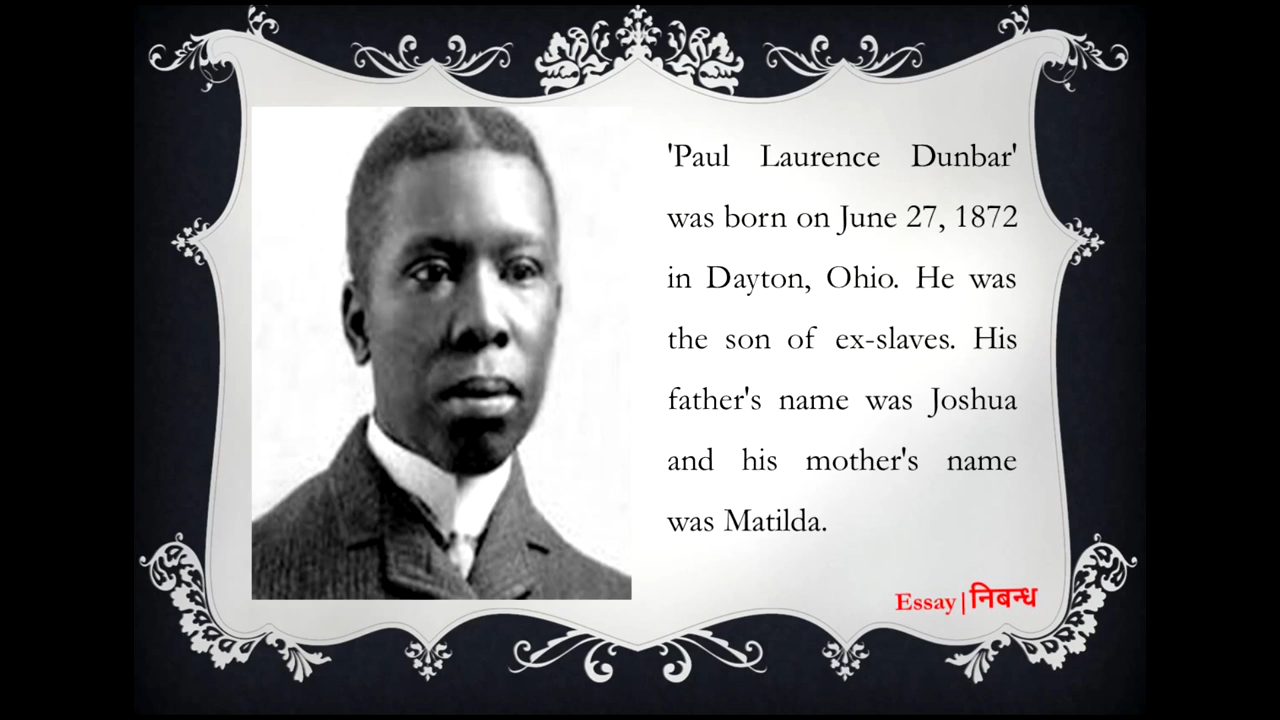 'Paul Laurence Dunbar'
was born on June 27, 1872
in Dayton, Ohio. He was
the son of ex-slaves. His
father's name was Joshua
and his mother's name
was Matilda.
Essay|निबन्ध